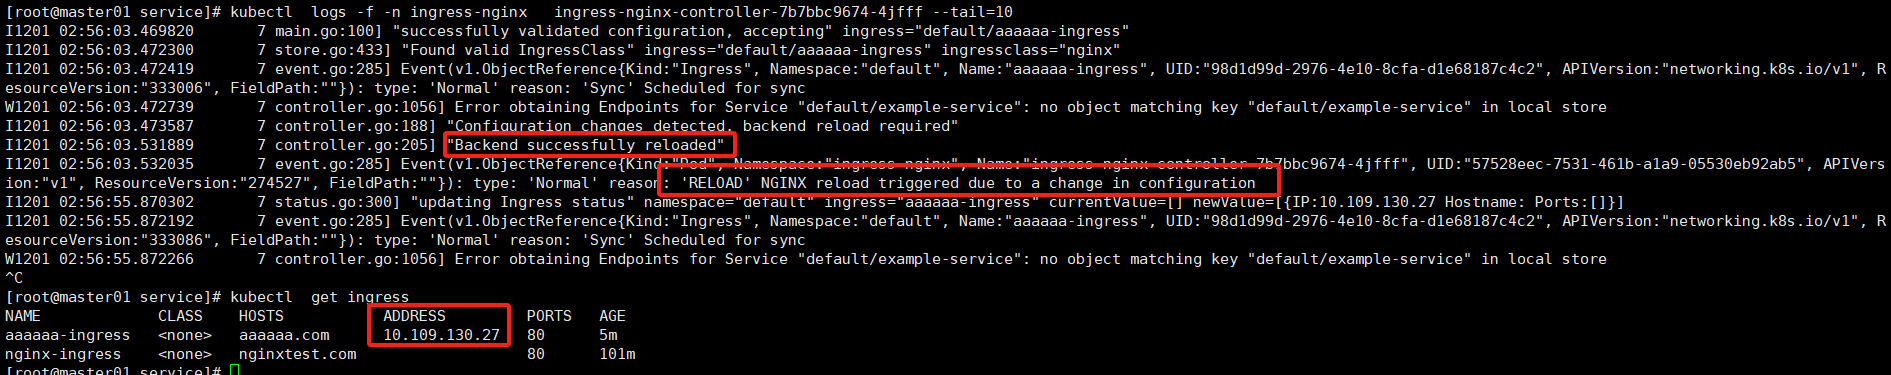 [root@master01 service]# kubectl  logs -f -n ingress-nginx   ingress-nginx-controller-7b7bbc9674-4jfff --tail=10
I1201 02:56:03.469820       7 main.go:100] "successfully validated configuration, accepting" ingress="default/aaaaaa-ingress"
I1201 02:56:03.472300       7 store.go:433] "Found valid IngressClass" ingress="default/aaaaaa-ingress" ingressclass="nginx"
I1201 02:56:03.472419       7 event.go:285] Event(v1.ObjectReference{Kind:"Ingress", Namespace:"default", Name:"aaaaaa-ingress", UID:"98d1d99d-2976-4e10-8cfa-d1e68187c4c2", APIVersion:"networking.k8s.io/v1", R
esourceVersion:"333006", FieldPath:""}): type: 'Normal' reason: 'Sync' Scheduled for sync
W1201 02:56:03.472739       7 controller.go:1056] Error obtaining Endpoints for Service "default/example-service": no object matching key "default/example-service" in local store
I1201 02:56:03.473587       7 controller.go:188] "Configuration changes detected, backend reload required"
I1201 02:56:03.531889       7 controller.go:205] "Backend successfully reloaded"
I1201 02:56:03.532035       7 event.go:285] Event(v1.ObjectReference{Kind:"Pod", Namespace:"ingress-nginx", Name:"ingress-nginx-controller-7b7bbc9674-4jfff", UID:"57528eec-7531-461b-a1a9-05530eb92ab5", APIVers
ion:"v1", ResourceVersion:"274527", FieldPath:""}): type: 'Normal' reason: 'RELOAD' NGINX reload triggered due to a change in configuration
I1201 02:56:55.870302       7 status.go:300] "updating Ingress status" namespace="default" ingress="aaaaaa-ingress" currentValue=[] newValue=[{IP:10.109.130.27 Hostname: Ports:[]}]
I1201 02:56:55.872192       7 event.go:285] Event(v1.ObjectReference{Kind:"Ingress", Namespace:"default", Name:"aaaaaa-ingress", UID:"98d1d99d-2976-4e10-8cfa-d1e68187c4c2", APIVersion:"networking.k8s.io/v1", R
esourceVersion:"333086", FieldPath:""}): type: 'Normal' reason: 'Sync' Scheduled for sync
W1201 02:56:55.872266       7 controller.go:1056] Error obtaining Endpoints for Service "default/example-service": no object matching key "default/example-service" in local store
^C
[root@master01 service]# kubectl  get ingress
NAME             CLASS    HOSTS           ADDRESS         PORTS   AGE
aaaaaa-ingress   <none>   aaaaaa.com      10.109.130.27   80      5m
nginx-ingress    <none>   nginxtest.com                   80      101m
[root@master01 service]#